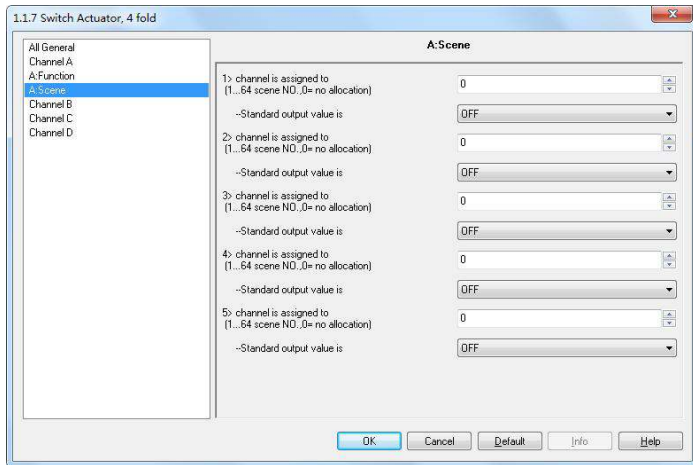 1.1.7 Switch Actuator, 4 fold
All General
Channel A
A:Function
A:Scene
Channel B
Channel C
Channel D
A:Scene
1> channel is assigned to
(1...64 scene NO.,0= no allocation)
0
--Standard output value is
OFF
2> channel is assigned to
(1...64 scene NO.,0= no allocation)
0
--Standard output value is
OFF
3> channel is assigned to
(1...64 scene NO.,0= no allocation)
0
--Standard output value is
OFF
4> channel is assigned to
(1...64 scene NO.,0= no allocation)
0
--Standard output value is
OFF
5> channel is assigned to
(1...64 scene NO.,0= no allocation)
0
--Standard output value is
OFF
OK
Cancel
Default
Info
Help